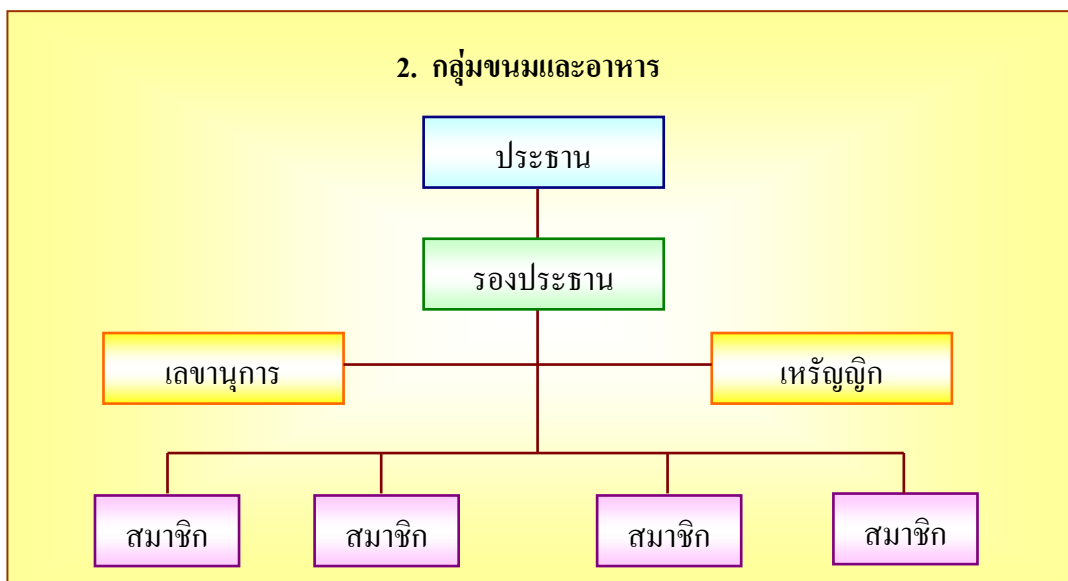 2. กลุ่มขนมและอาหาร
ประธาน
รองประธาน
เลขานุการ
เหรัญญิก
สมาชิก
สมาชิก
สมาชิก
สมาชิก